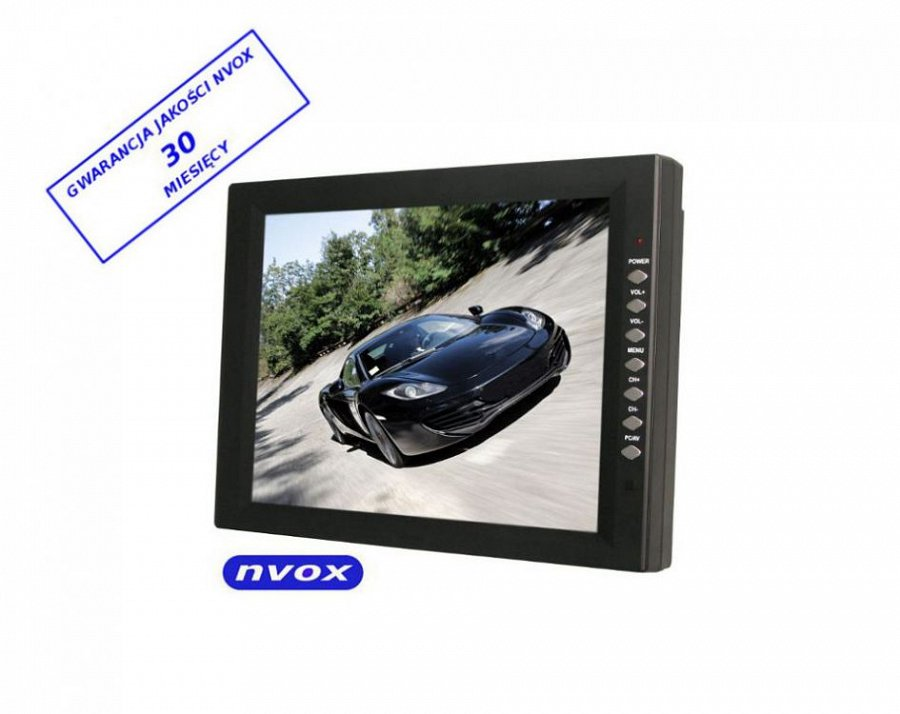 GWARANCJA JAKOŚCI NVOX
30
MIESIĘCY
POWER
VOL+
VOL-
MENU
CH+
CH-
PC/AV
nvox